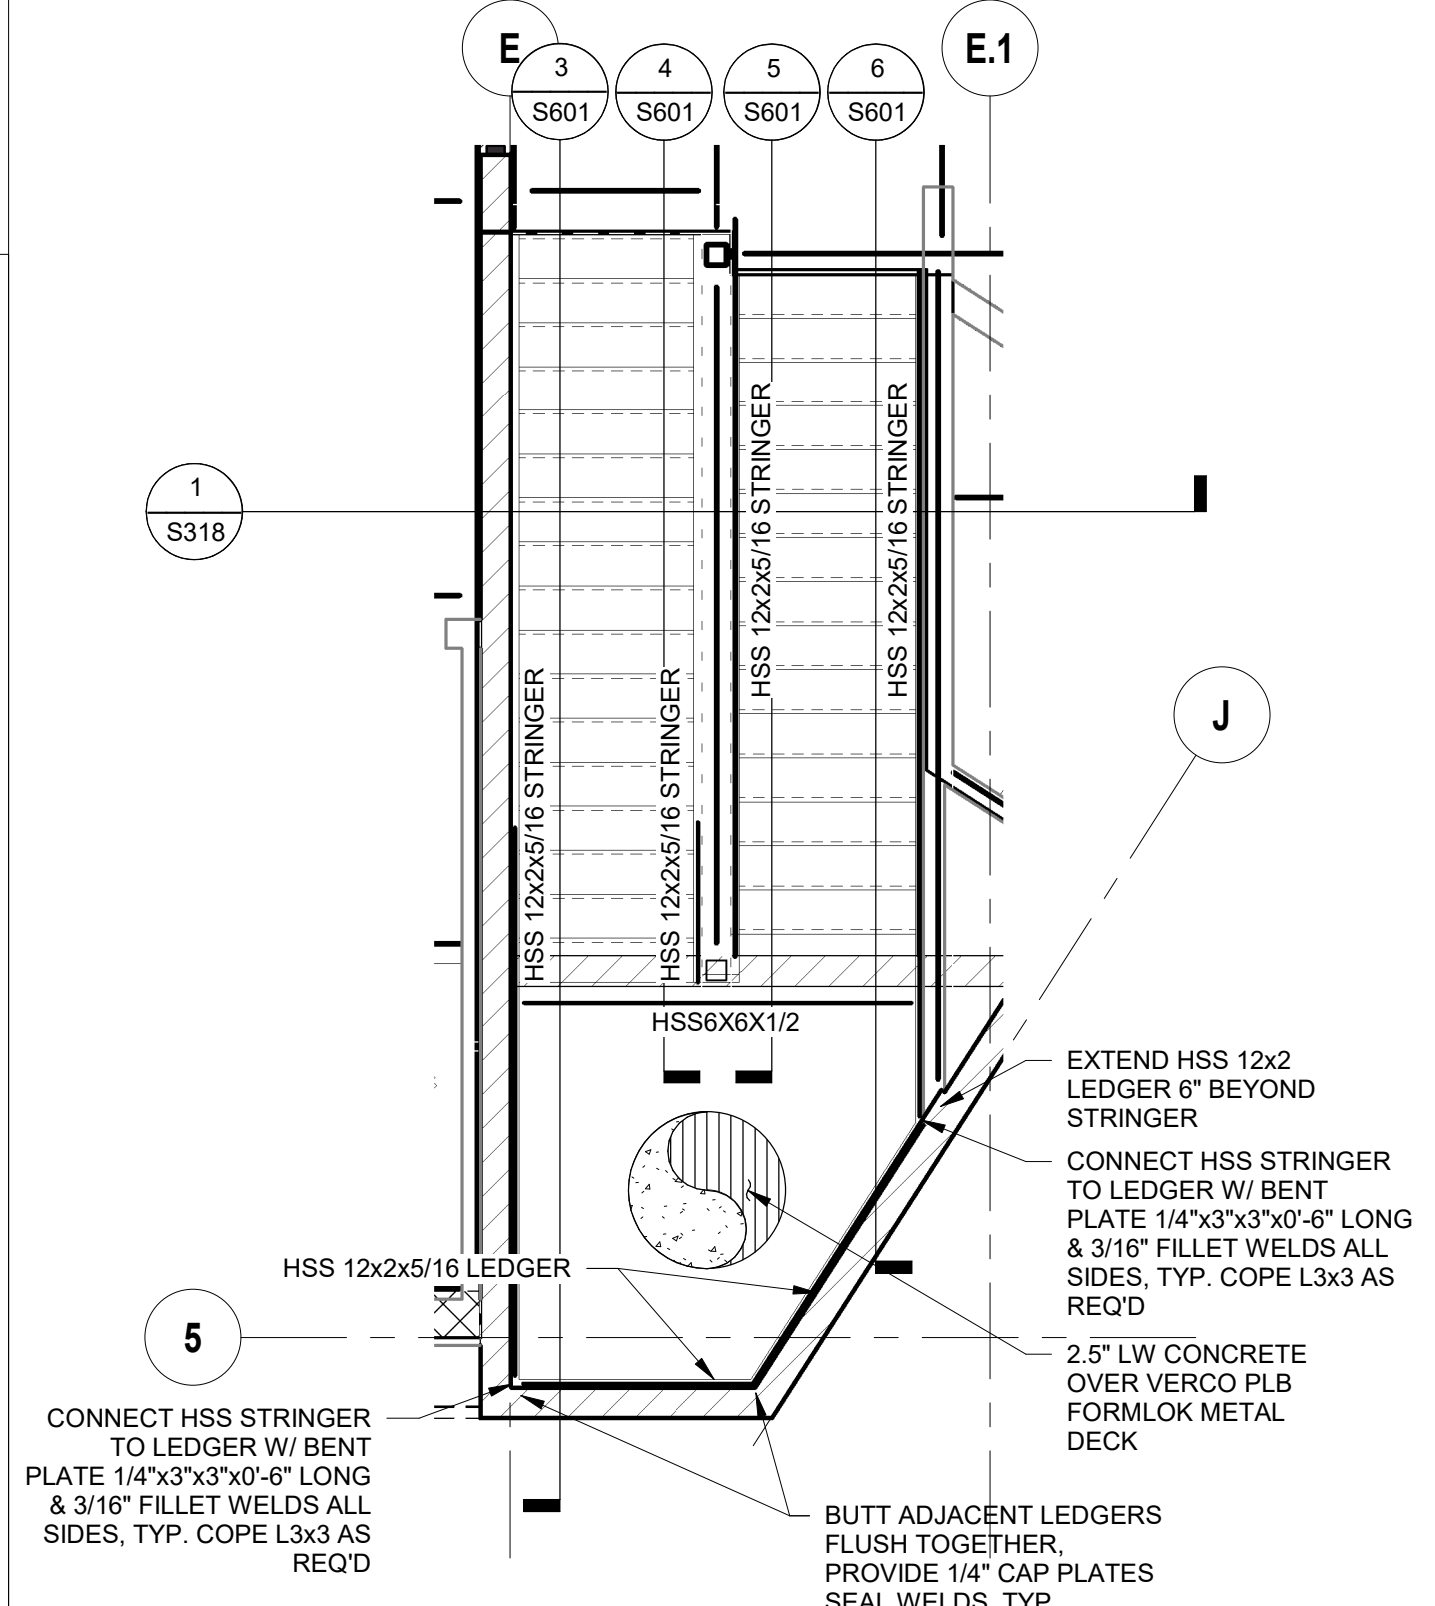 E
E.1
3
S601
4
S601
5
S601
6
S601
1
S318
HSS 12x2x5/16 STRINGER
HSS 12x2x5/16 STRINGER
HSS 12x2x5/16 STRINGER
HSS 12x2x5/16 STRINGER
J
HSS6X6X1/2
EXTEND HSS 12x2
LEDGER 6" BEYOND
STRINGER
CONNECT HSS STRINGER
TO LEDGER W/ BENT
PLATE 1/4"x3"x3"x0'-6" LONG
& 3/16" FILLET WELDS ALL
SIDES, TYP. COPE L3x3 AS
REQ'D
HSS 12x2x5/16 LEDGER
5
2.5" LW CONCRETE
OVER VERCO PLB
FORMLOK METAL
DECK
CONNECT HSS STRINGER
TO LEDGER W/ BENT
PLATE 1/4"x3"x3"x0'-6" LONG
& 3/16" FILLET WELDS ALL
SIDES, TYP. COPE L3x3 AS
REQ'D
BUTT ADJACENT LEDGERS
FLUSH TOGETHER,
PROVIDE 1/4" CAP PLATES
SEAL WELDS, TYP